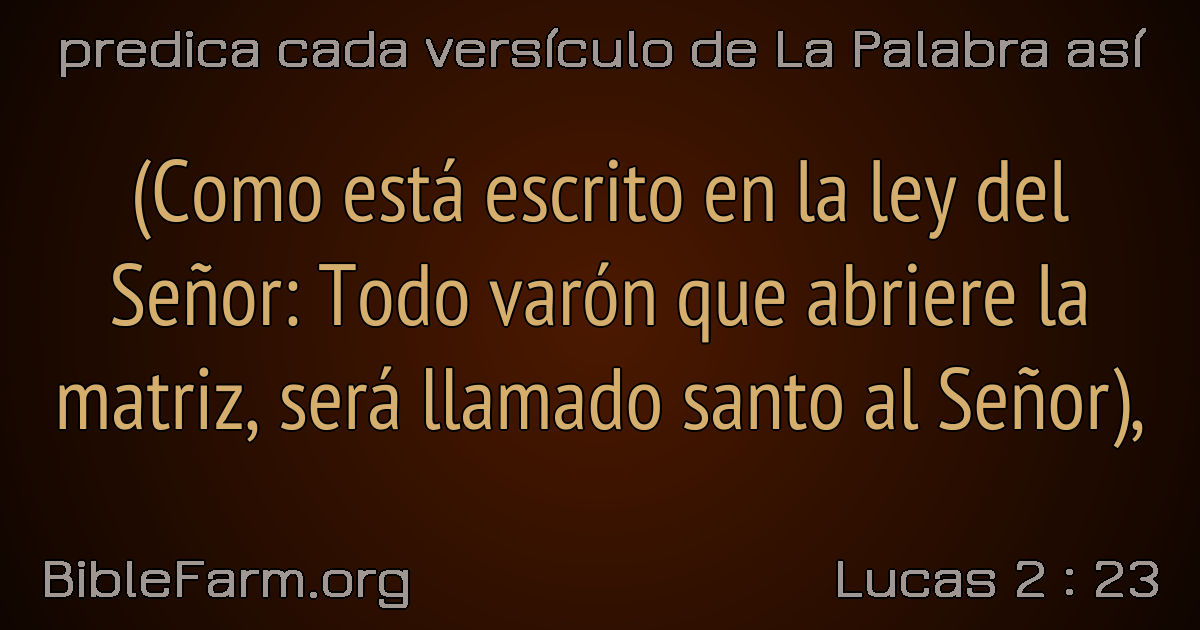 predica cada versículo de La Palabra así
(Como está escrito en la ley del
Señor: Todo varón que abriere la
matriz, será llamado santo al Señor),
BibleFarm.org
Lucas 2 : 23